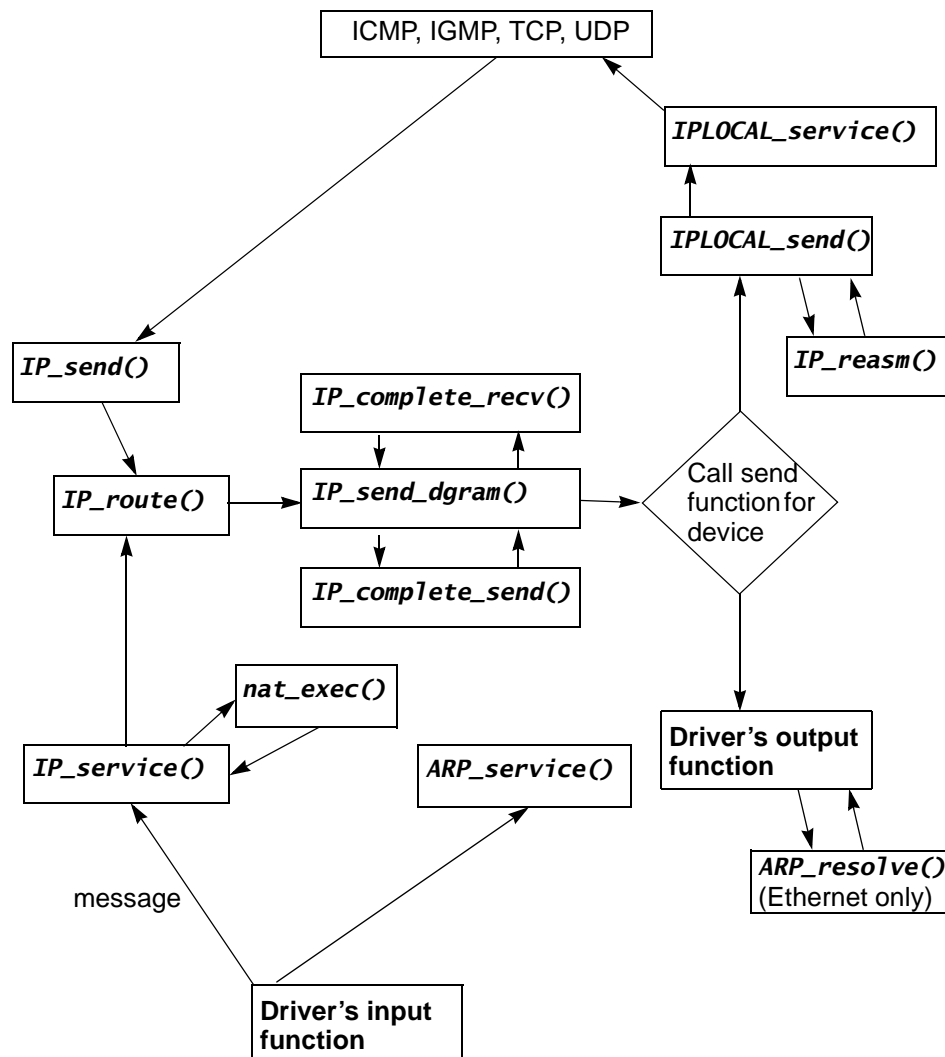 ICMP, IGMP, TCP, UDP
IPLOCAL_service()
IPLOCAL_send()
IP_send()
IP_reasm()
IP_complete_recv()
IP_route()
IP_send_dgram()
Call send
function for
device
IP_complete_send()
nat_exec()
IP_service()
ARP_service()
Driver’s output
function
ARP_resolve()
(Ethernet only)
message
Driver’s input
function